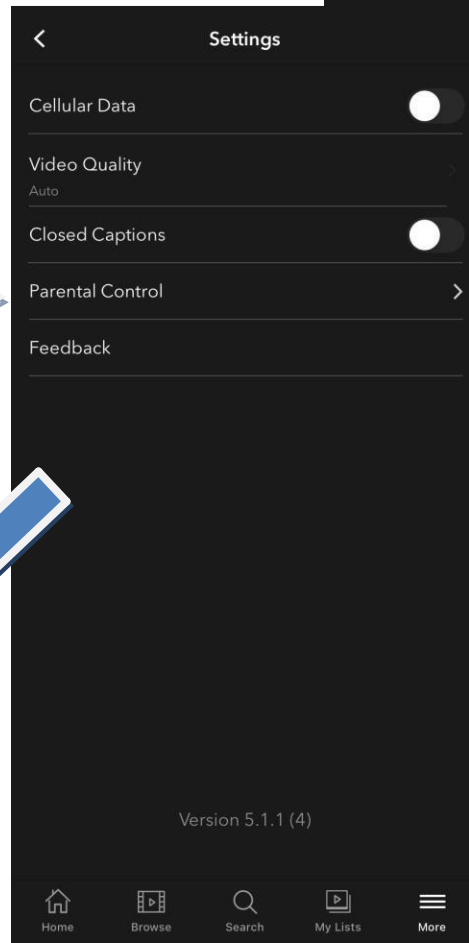 Settings
Cellular Data
Video Quality
Auto
Closed Captions
Parental Control
Feedback
Version 5.1.1 (4)
Home Browse Search My Lists More